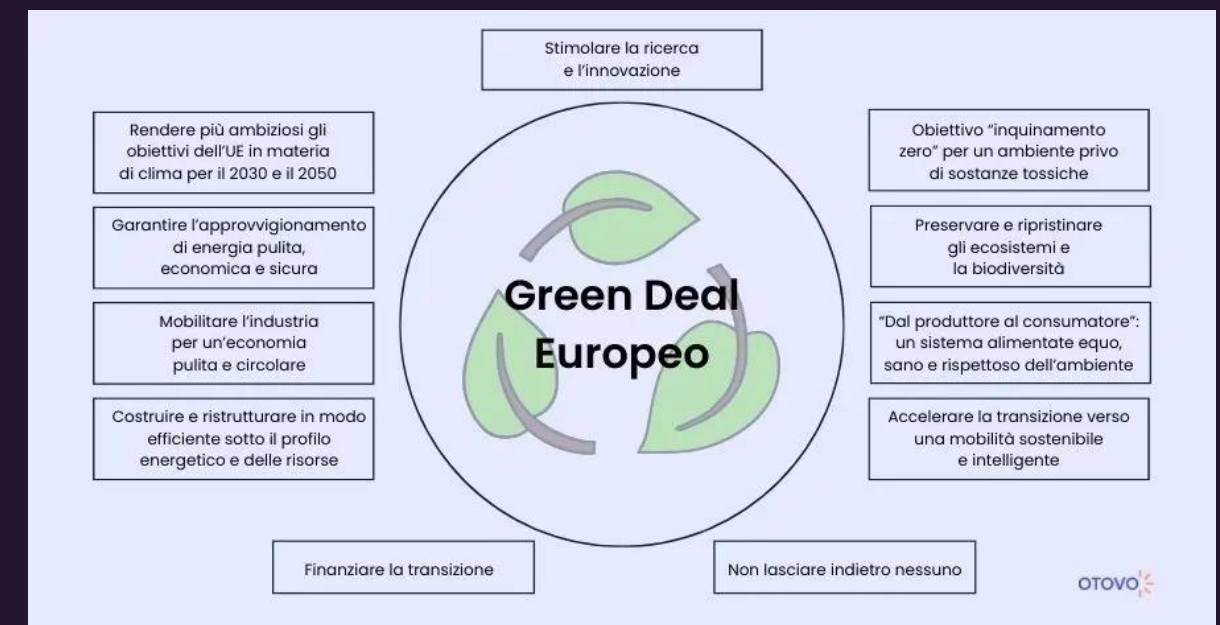 Stimolare la ricerca
e l'innovazione
Rendere più ambiziosi gli
obiettivi dell'UE in materia
di clima per il 2030 e il 2050
Garantire l'approvvigionamento
di energia pulita,
economica e sicura
Mobilitare l'industria
per un'economia
pulita e circolare
Costruire e ristrutturare in modo
efficiente sotto il profilo
energetico e delle risorse
Green Deal
Europeo
Obiettivo "inquinamento
zero" per un ambiente privo
di sostanze tossiche
Preservare e ripristinare
gli ecosistemi e
la biodiversità
"Dal produttore al consumatore":
un sistema alimentate equo,
sano e rispettoso dell'ambiente
Accelerare la transizione verso
una mobilità sostenibile
e intelligente
Finanziare la transizione
Non lasciare indietro nessuno
OTOVO